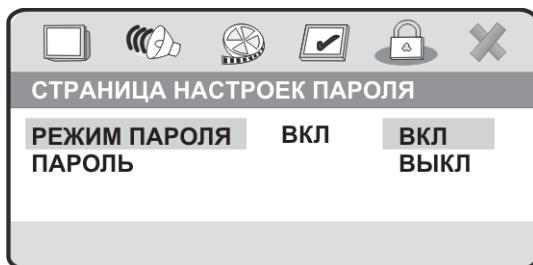 СТРАНИЦА НАСТРОЕК ПАРОЛЯ
РЕЖИМ ПАРОЛЯ ВКЛ ВКЛ
ПАРОЛЬ ВЫКЛ